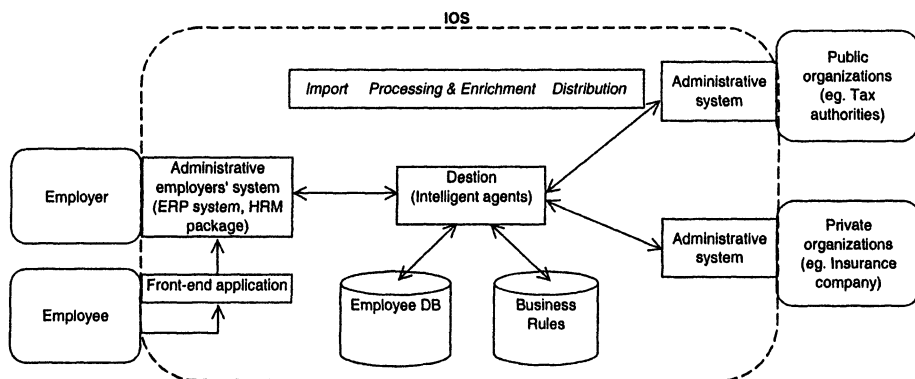 IOS
Import Processing & Enrichment Distribution
Administrative
system
Public
organizations
(eg. Tax
authorities)
Employer
Administrative
employers' system
(ERP system, HRM
package)
Destion
(Intelligent agents)
Administrative
system
Private
organizations
(eg. Insurance
company)
Employee
Front-end application
Employee DB
Business
Rules